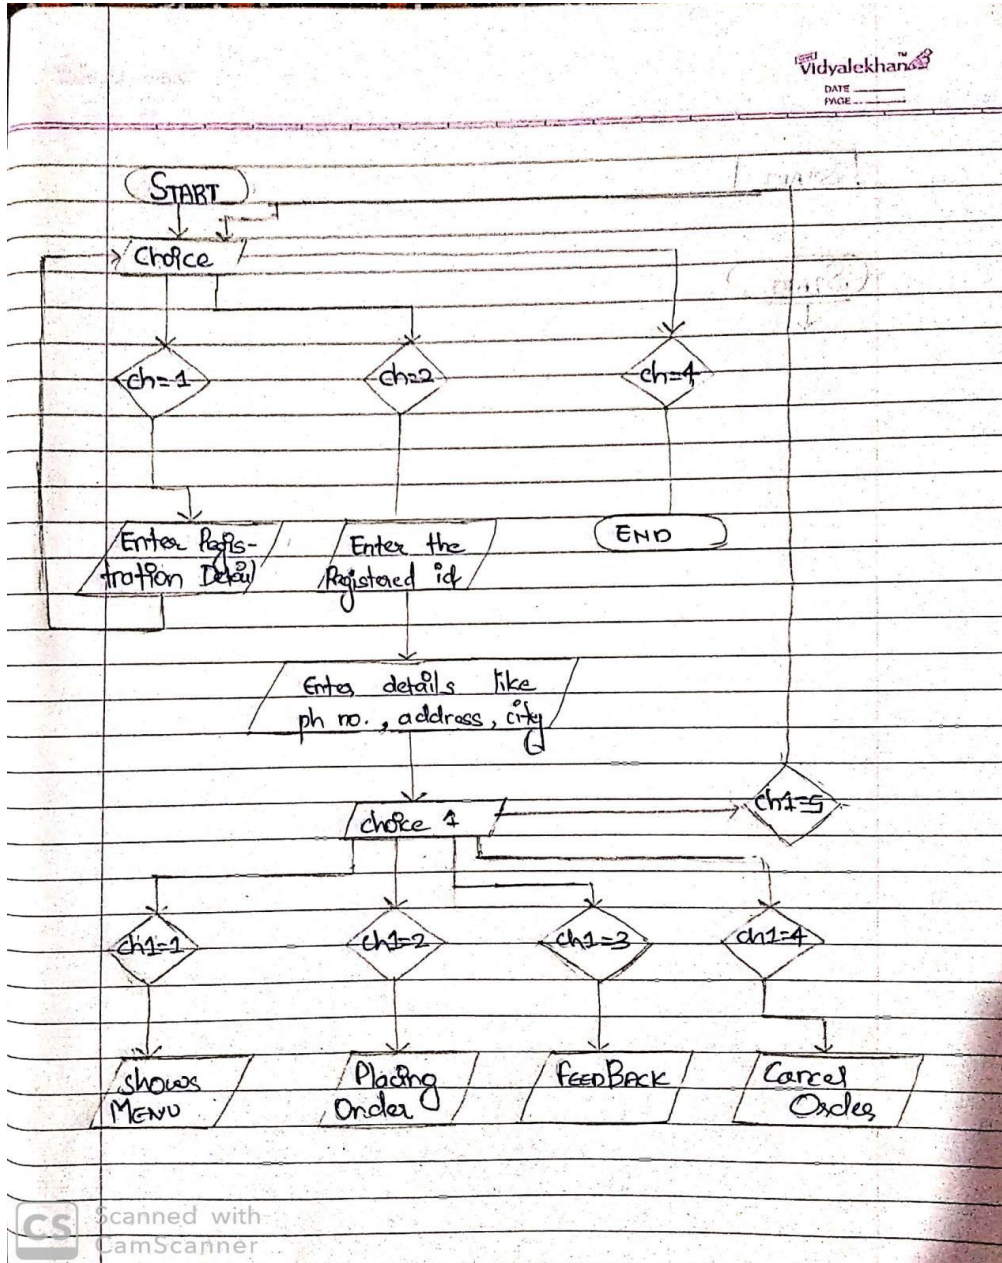 Vidyalekhan™
DATE
PAGE
START
Choice
ch=1
ch=2
ch=4
Enter Regis-
tration Detail
Enter the
Registered id
END
Enter details like
ph no., address, city
choice 1
ch1=5
ch1=1
ch1=2
ch1=3
ch1=4
shows
MENU
Placing
Order
FEEDBACK
Cancel
Order
CS
Scanned with
CamScanner